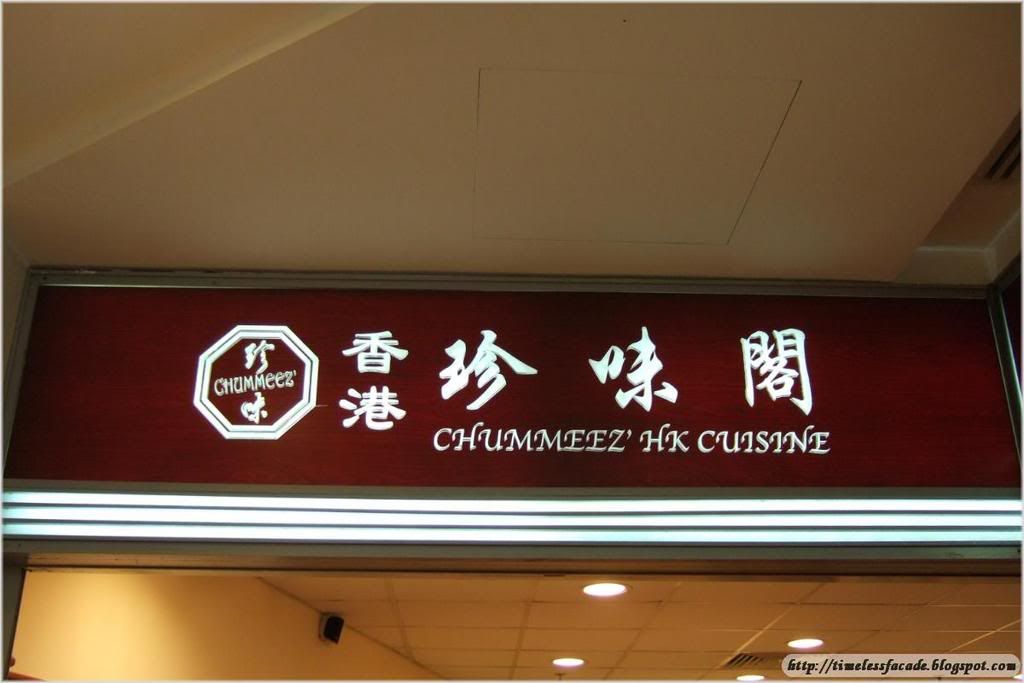 珍
CHUMMEEZ'
味
香港
珍味閣
CHUMMEEZ' HK CUISINE
http://timelessfacade.blogspot.com